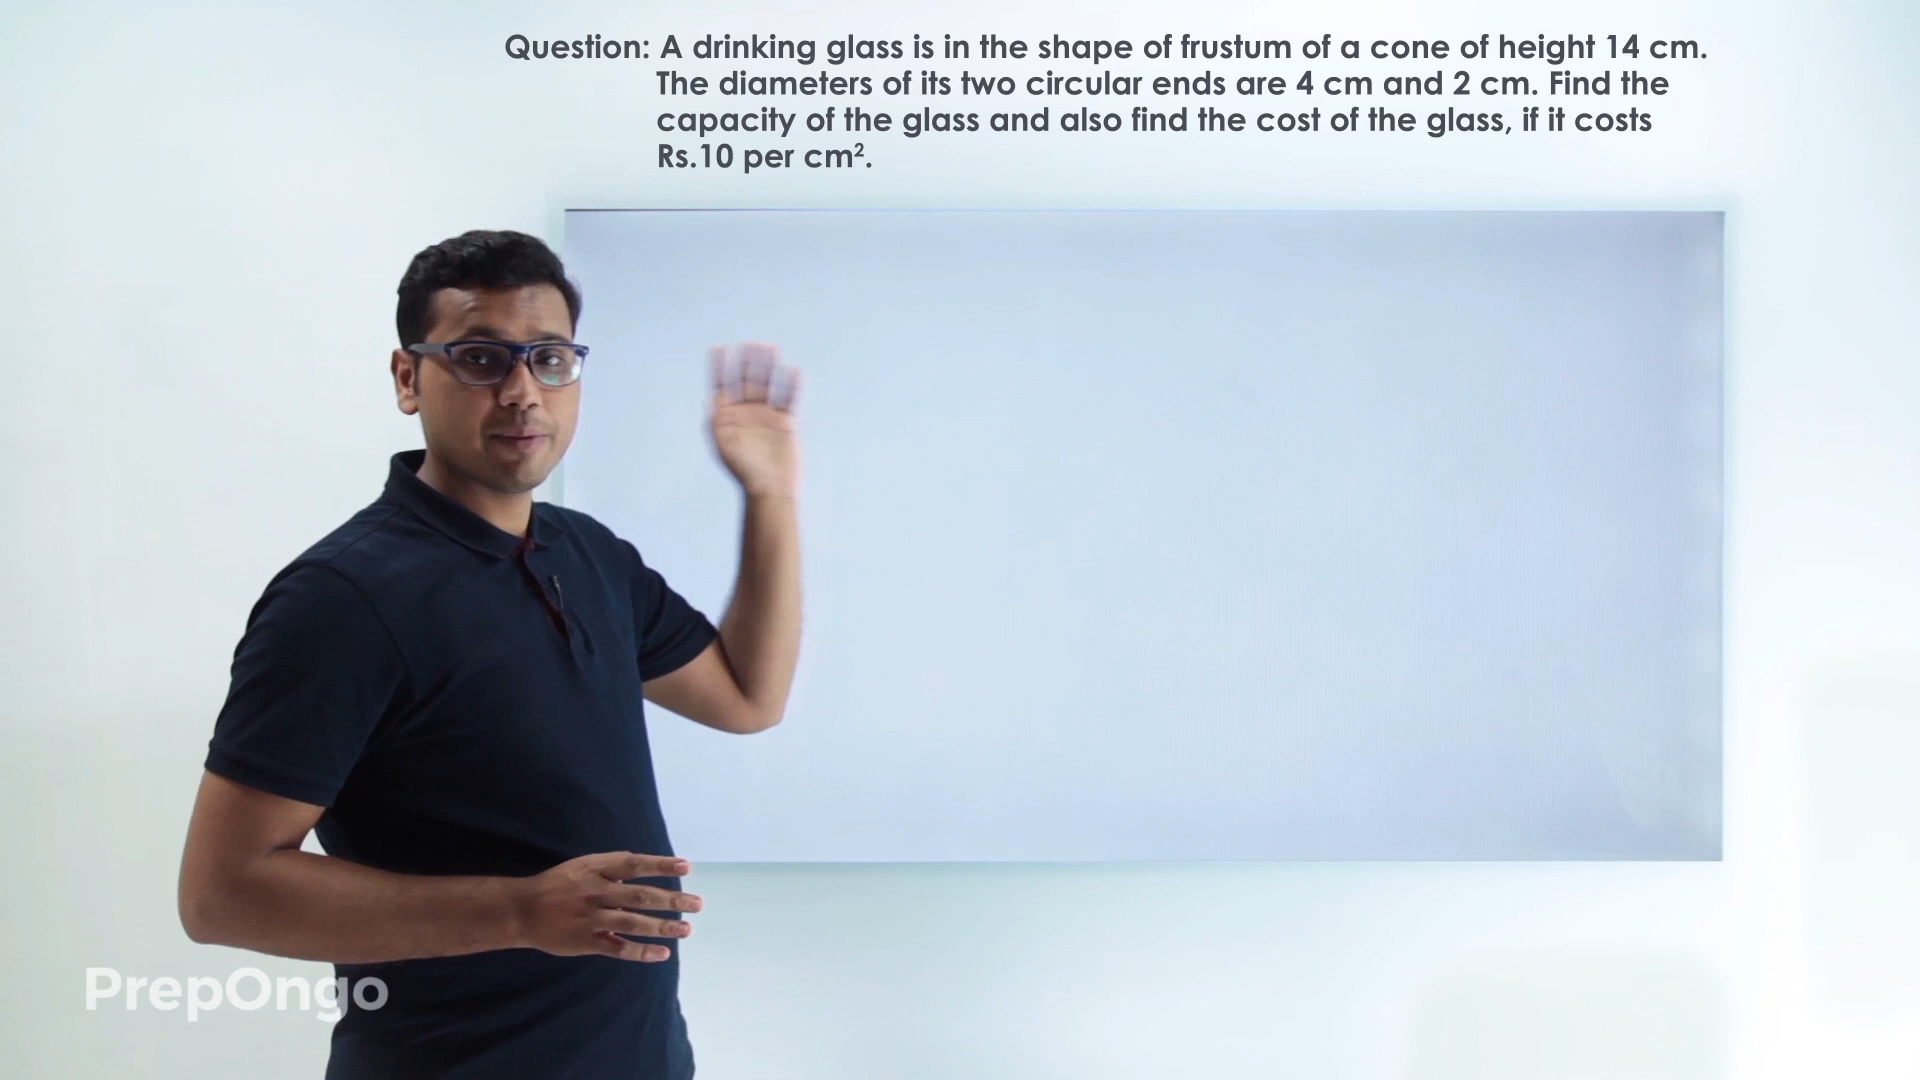 Question: A drinking glass is in the shape of frustum of a cone of height 14 cm.
The diameters of its two circular ends are 4 cm and 2 cm. Find the
capacity of the glass and also find the cost of the glass, if it costs
Rs.10 per cm².
PrepOngo